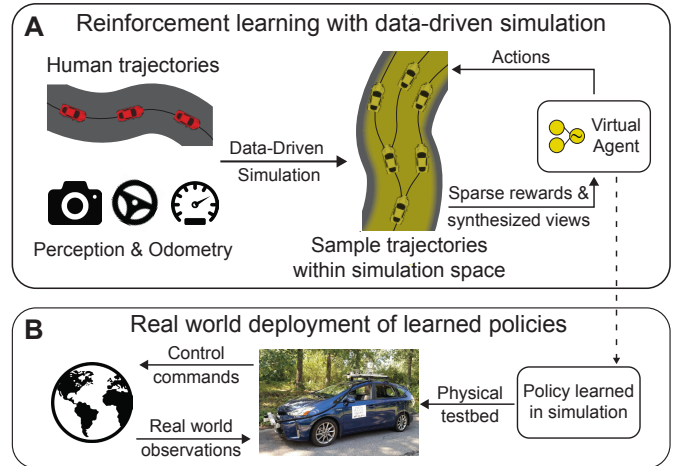 A
Reinforcement learning with data-driven simulation
Human trajectories
Perception & Odometry
Data-Driven
Simulation
Sample trajectories
within simulation space
Actions
Virtual
Agent
Sparse rewards &
synthesized views
B
Real world deployment of learned policies
Control
commands
Real world
observations
Physical
testbed
Policy learned
in simulation